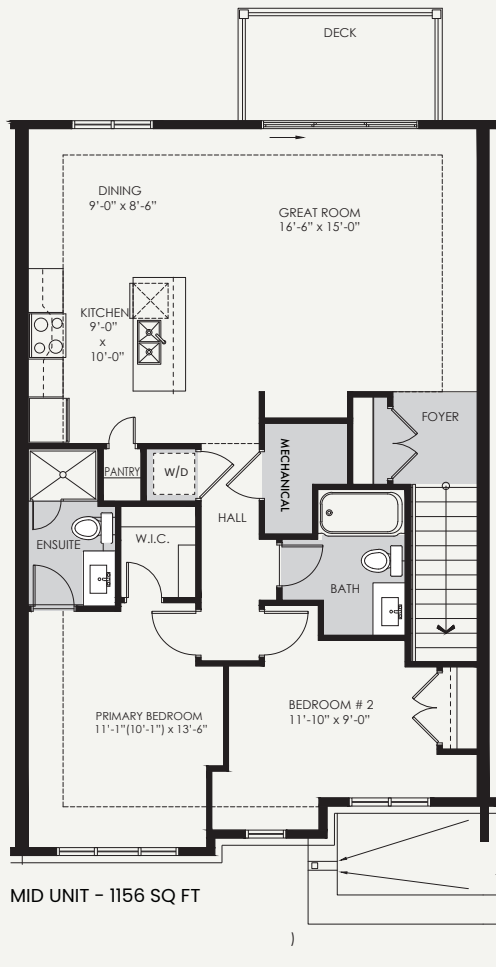 DECK
DINING
9'-0" x 8'-6"
GREAT ROOM
16'-6" x 15'-0"
KITCHEN
9'-0"
x
10'-0"
FOYER
MECHANICAL
PANTRY
W/D
HALL
W.I.C.
ENSUITE
BATH
PRIMARY BEDROOM
11'-1"(10'-1") x 13'-6"
BEDROOM # 2
11'-10" x 9'-0"
MID UNIT - 1156 SQ FT
)